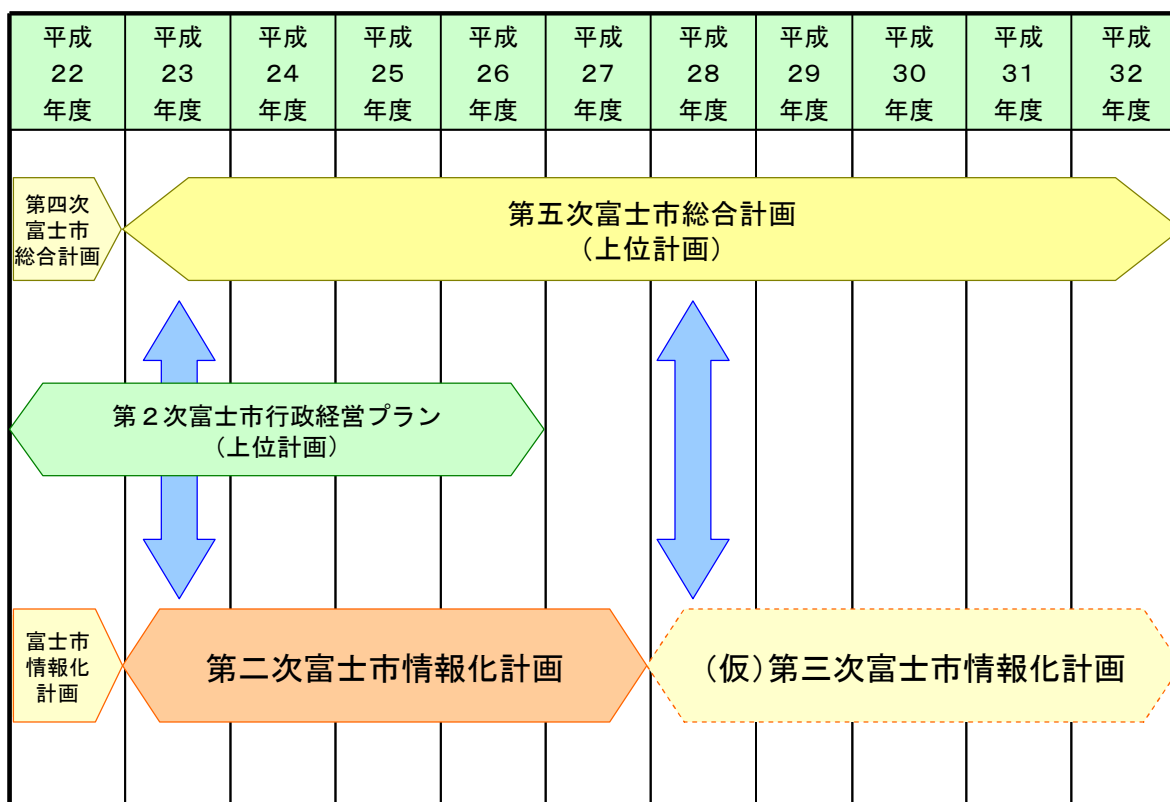 平成
22
年度
平成
23
年度
平成
24
年度
平成
25
年度
平成
26
年度
平成
27
年度
平成
28
年度
平成
29
年度
平成
30
年度
平成
31
年度
平成
32
年度
第四次
富士市
総合計画
第五次富士市総合計画
（上位計画）
第２次富士市行政経営プラン
（上位計画）
富士市
情報化
計画
第二次富士市情報化計画
（仮）第三次富士市情報化計画